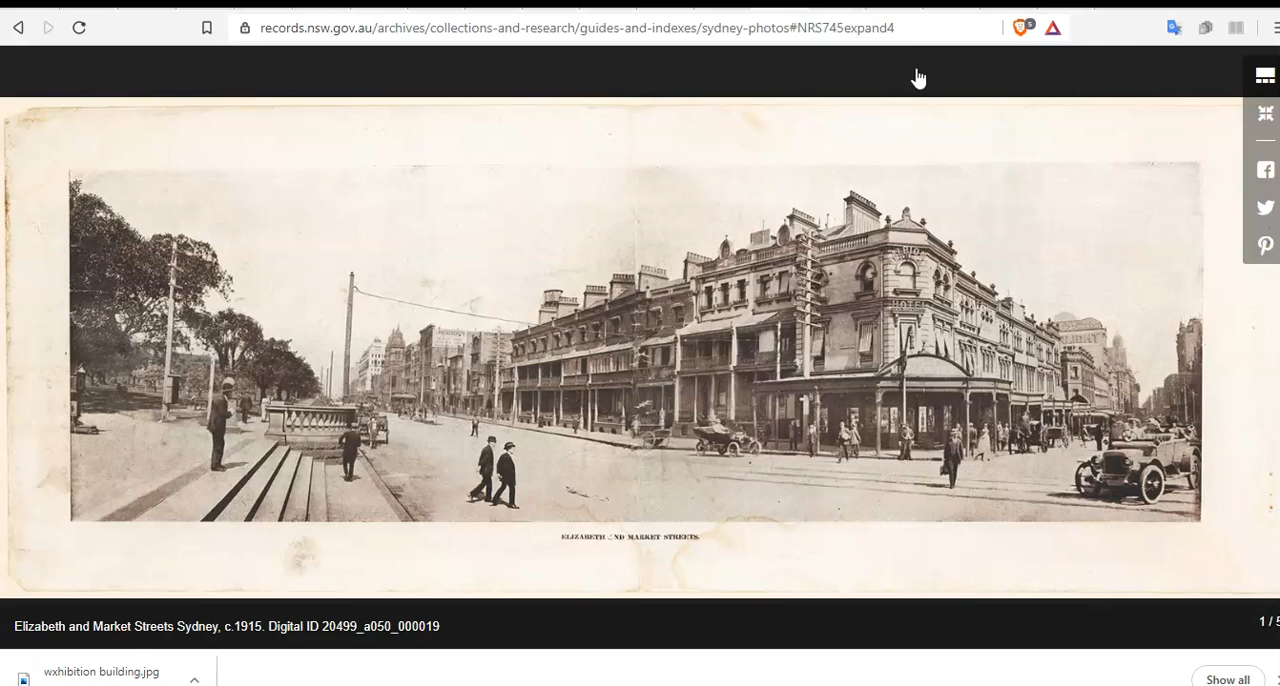 records.nsw.gov.au/archives/collections-and-research/guides-and-indexes/sydney-photos#NRS745expand4
5
HOTEL
ELIZABETH AND MARKET STREETS.
Elizabeth and Market Streets Sydney, c.1915. Digital ID 20499_a050_000019
1 / 5
wxhibition building.jpg
Show all